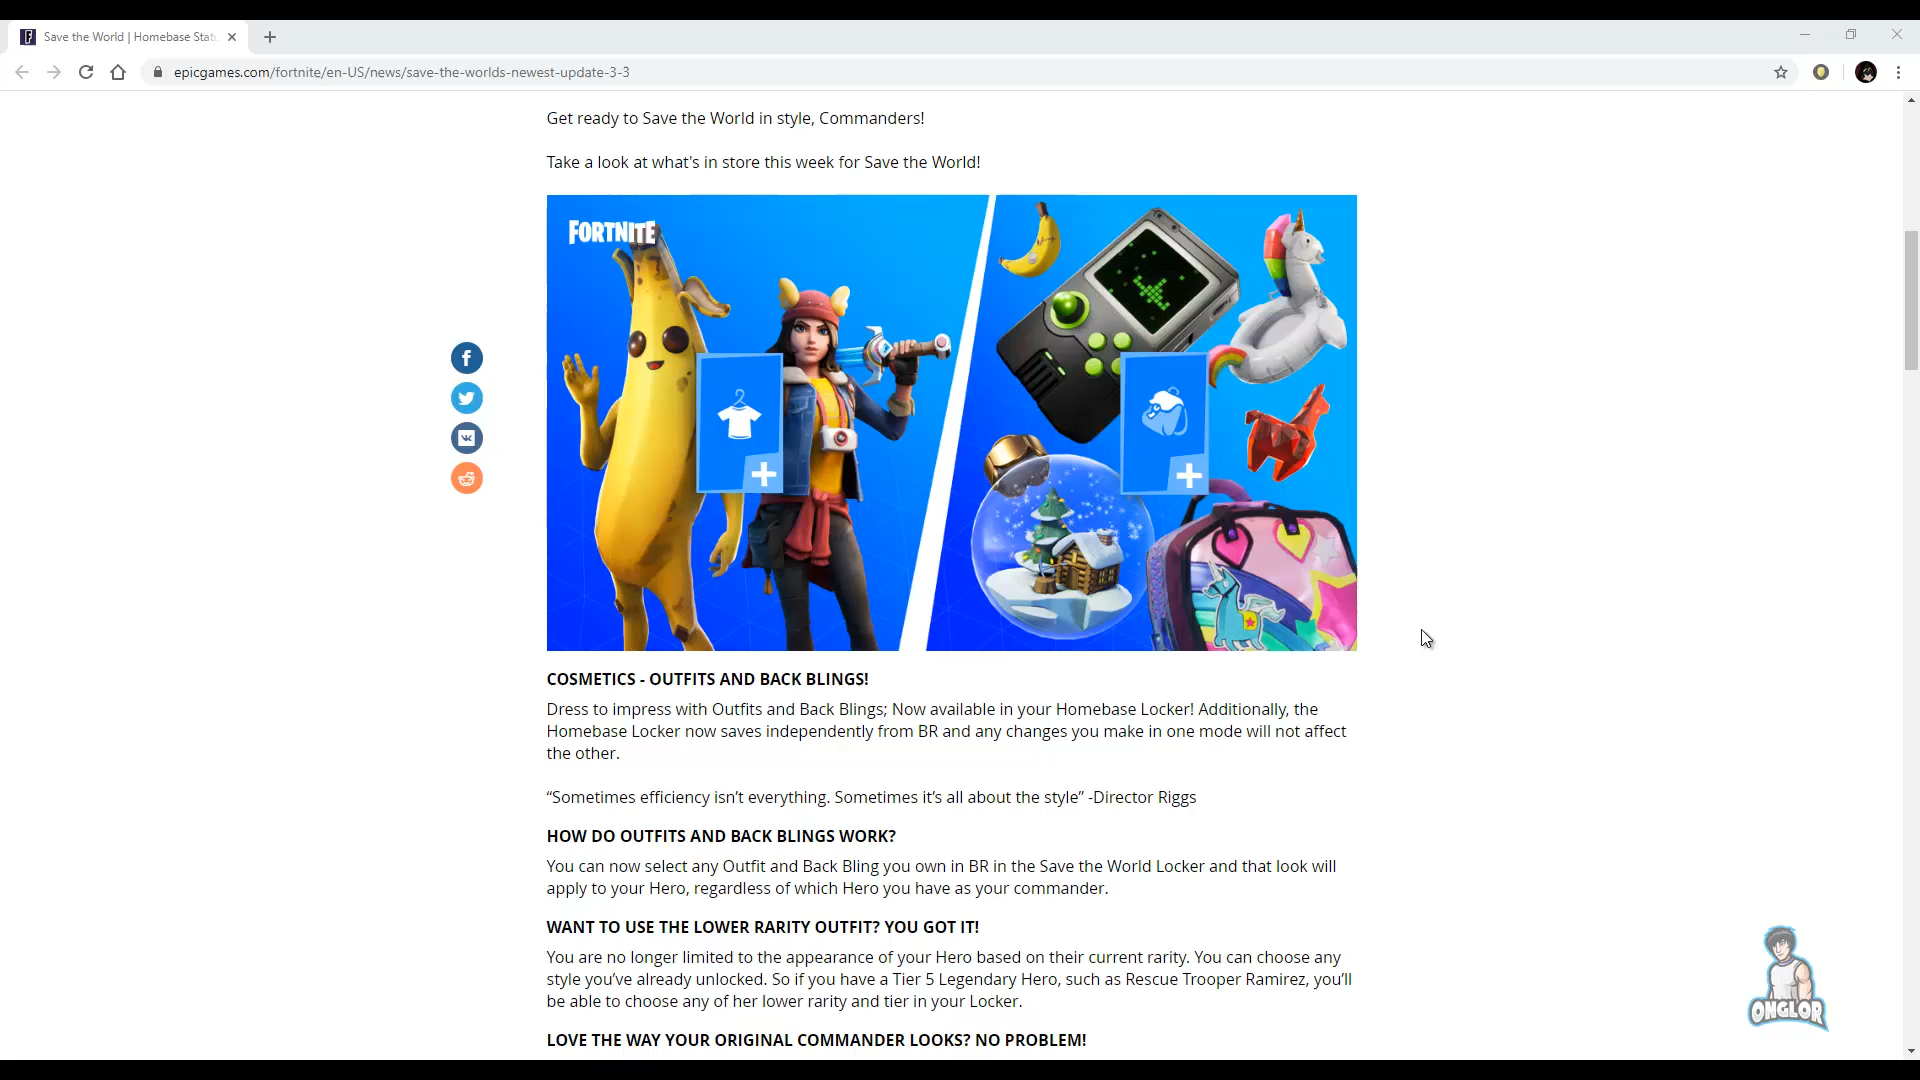 Save the World | Homebase Stat
epicgames.com/fortnite/en-US/news/save-the-worlds-newest-update-3-3
Get ready to Save the World in style, Commanders!
Take a look at what's in store this week for Save the World!
FORTNITE
COSMETICS - OUTFITS AND BACK BLINGS!
Dress to impress with Outfits and Back Blings; Now available in your Homebase Locker! Additionally, the
Homebase Locker now saves independently from BR and any changes you make in one mode will not affect
the other.
“Sometimes efficiency isn’t everything. Sometimes it’s all about the style” -Director Riggs
HOW DO OUTFITS AND BACK BLINGS WORK?
You can now select any Outfit and Back Bling you own in BR in the Save the World Locker and that look will
apply to your Hero, regardless of which Hero you have as your commander.
WANT TO USE THE LOWER RARITY OUTFIT? YOU GOT IT!
You are no longer limited to the appearance of your Hero based on their current rarity. You can choose any
style you’ve already unlocked. So if you have a Tier 5 Legendary Hero, such as Rescue Trooper Ramirez, you’ll
be able to choose any of her lower rarity and tier in your Locker.
LOVE THE WAY YOUR ORIGINAL COMMANDER LOOKS? NO PROBLEM!
ONGLOR